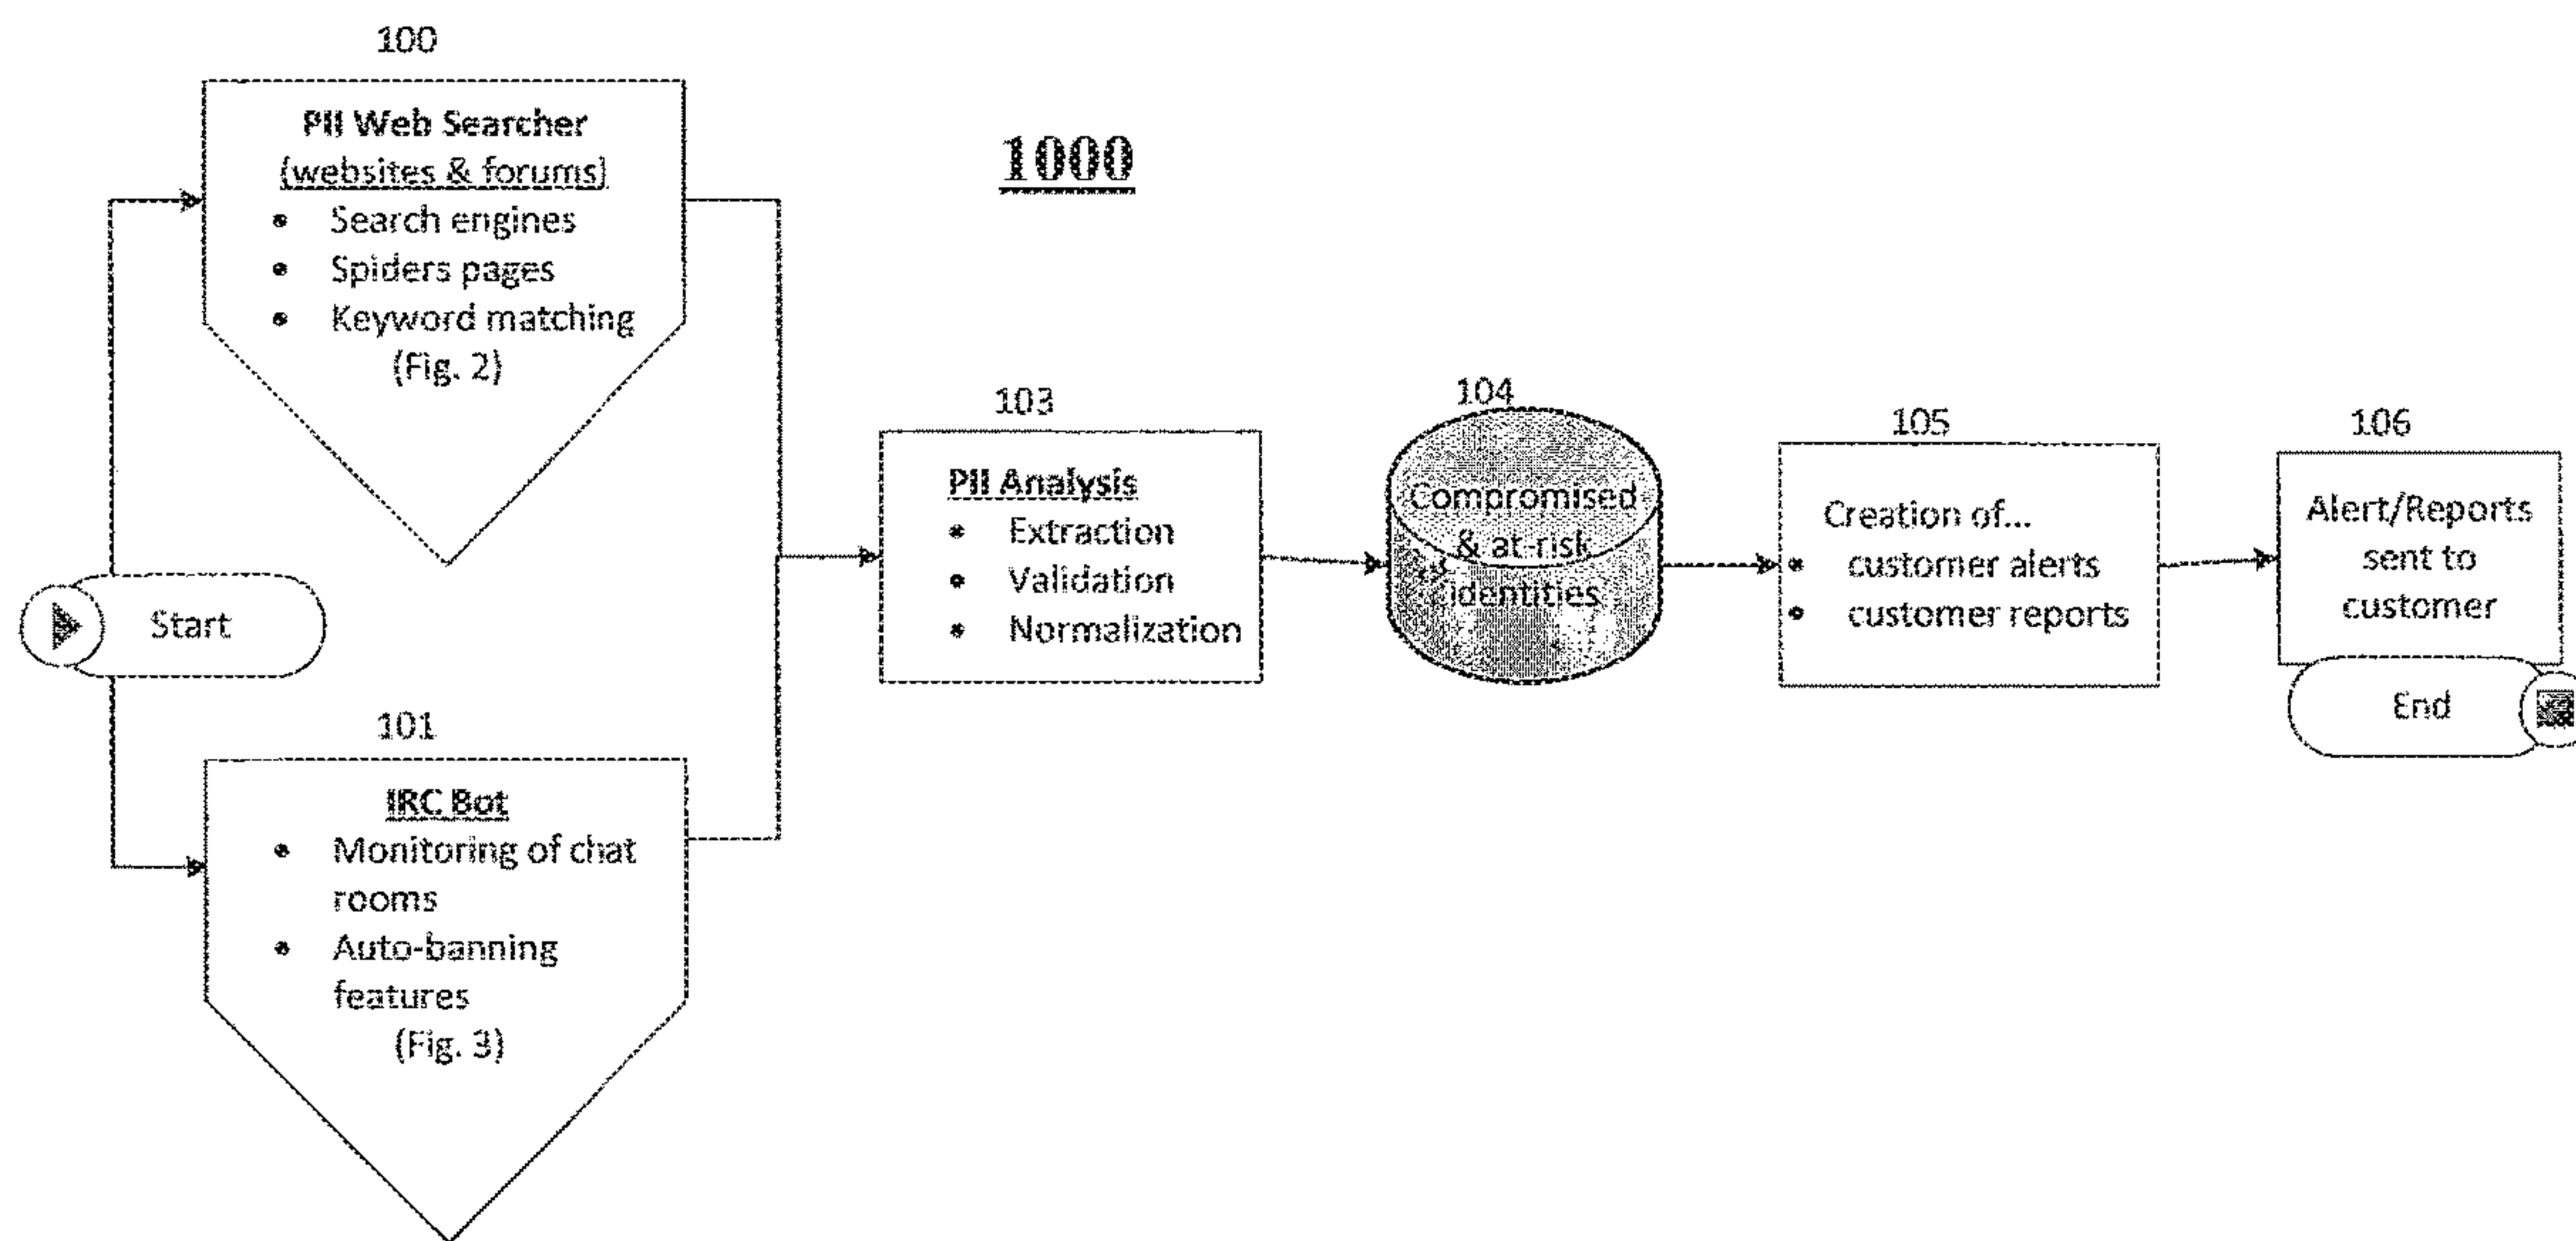 100
PII Web Searcher
(websites & forums)
• Search engines
• Spiders pages
• Keyword matching
(Fig. 2)
1000
Start
101
IRC Bot
• Monitoring of chat
rooms
• Auto-banning
features
(Fig. 3)
103
PII Analysis
• Extraction
• Validation
• Normalization
104
Compromised
& at-risk
identities
105
Creation of...
• customer alerts
• customer reports
106
Alert/Reports
sent to
customer
End